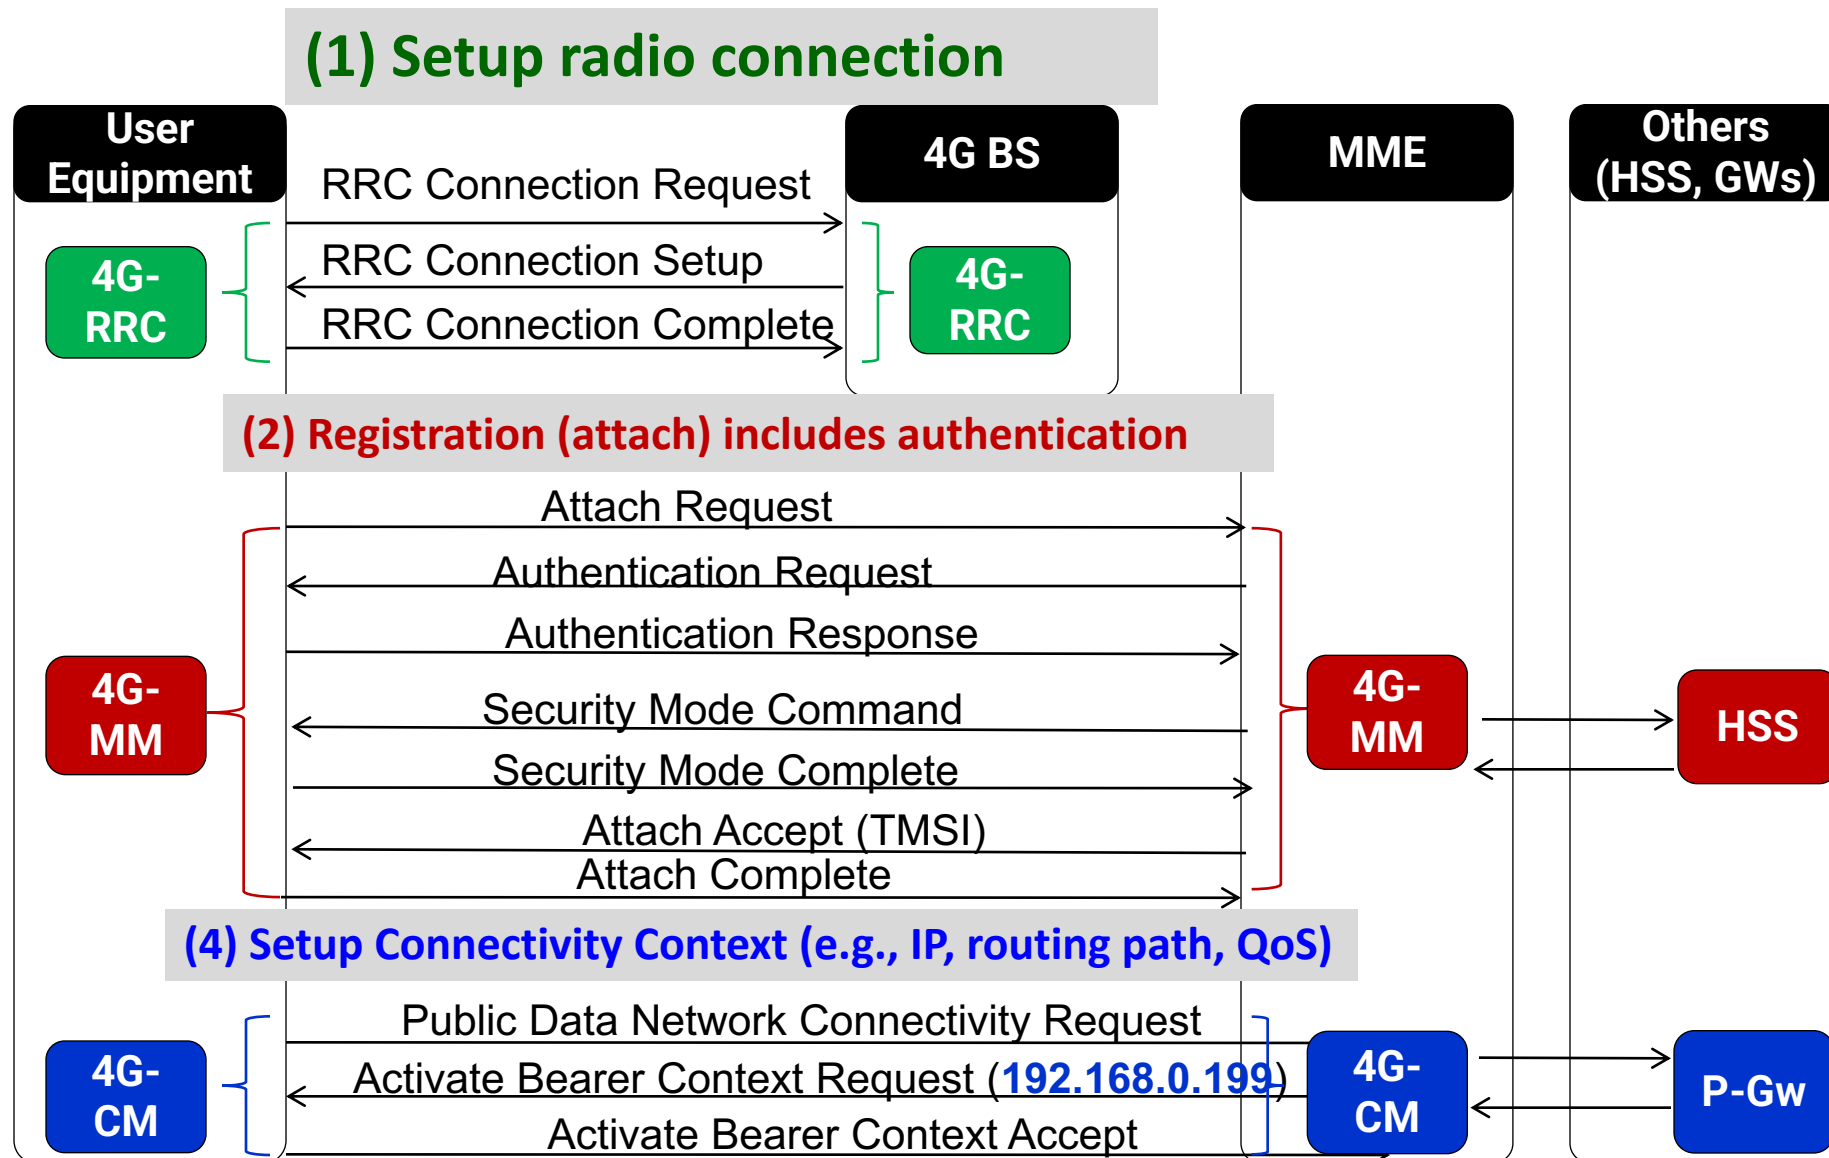 (1) Setup radio connection
User
Equipment
4G BS
MME
Others
(HSS, GWs)
RRC Connection Request
RRC Connection Setup
RRC Connection Complete
4G-
RRC
4G-
RRC
(2) Registration (attach) includes authentication
Attach Request
Authentication Request
Authentication Response
Security Mode Command
Security Mode Complete
Attach Accept (TMSI)
Attach Complete
4G-
MM
4G-
MM
HSS
(4) Setup Connectivity Context (e.g., IP, routing path, QoS)
Public Data Network Connectivity Request
Activate Bearer Context Request (192.168.0.199)
Activate Bearer Context Accept
4G-
CM
4G-
CM
P-Gw